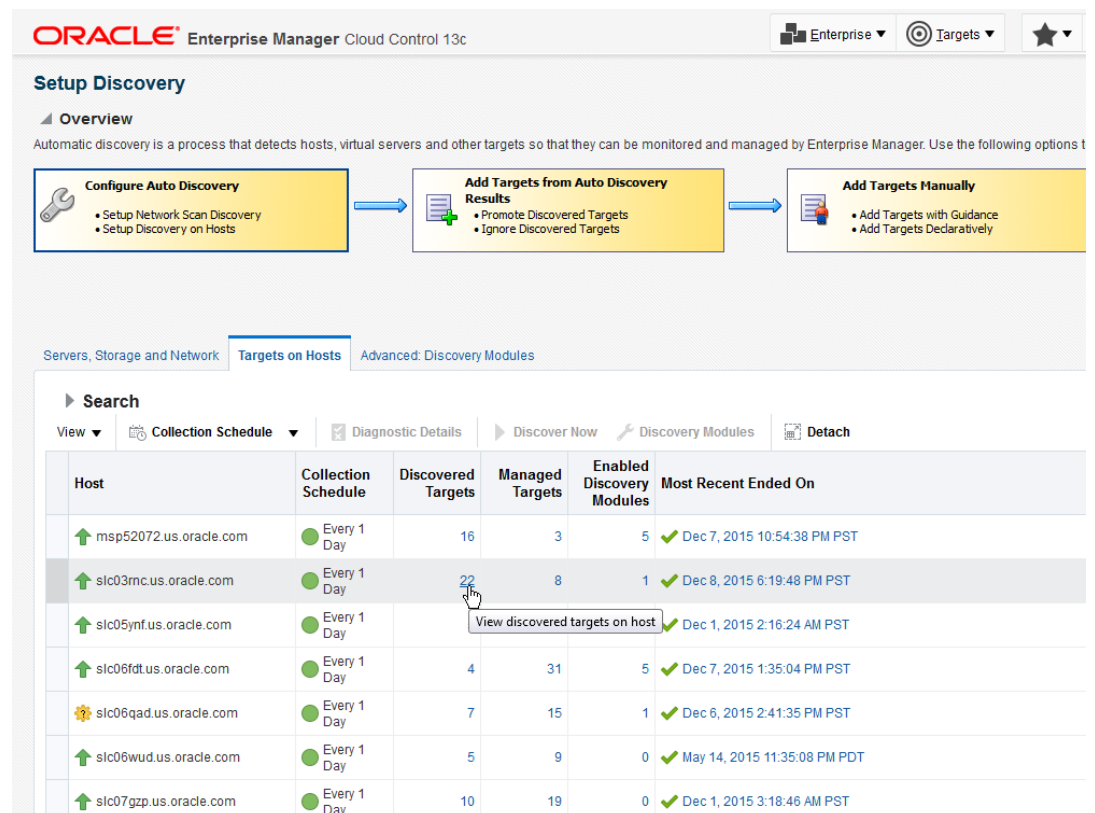 ORACLE Enterprise Manager Cloud Control 13c
Enterprise
Targets
Setup Discovery
Overview
Automatic discovery is a process that detects hosts, virtual servers and other targets so that they can be monitored and managed by Enterprise Manager. Use the following options t
Configure Auto Discovery
• Setup Network Scan Discovery
• Setup Discovery on Hosts
Add Targets from Auto Discovery
Results
• Promote Discovered Targets
• Ignore Discovered Targets
Add Targets Manually
• Add Targets with Guidance
• Add Targets Declaratively
Servers, Storage and Network Targets on Hosts Advanced: Discovery Modules
Search
View Collection Schedule Diagnostic Details Discover Now Discovery Modules Detach
Host
Collection
Schedule
Discovered
Targets
Managed
Targets
Enabled
Discovery
Modules
Most Recent Ended On
msp52072.us.oracle.com Every 1 Day 16 3 5 Dec 7, 2015 10:54:38 PM PST
slc03rnc.us.oracle.com Every 1 Day 22 8 1 Dec 8, 2015 6:19:48 PM PST
View discovered targets on host
slc05ynf.us.oracle.com Every 1 Day Dec 1, 2015 2:16:24 AM PST
slc06fdt.us.oracle.com Every 1 Day 4 31 5 Dec 7, 2015 1:35:04 PM PST
slc06qad.us.oracle.com Every 1 Day 7 15 1 Dec 6, 2015 2:41:35 PM PST
slc06wud.us.oracle.com Every 1 Day 5 9 0 May 14, 2015 11:35:08 PM PDT
slc07gzp.us.oracle.com Every 1 Day 10 19 0 Dec 1, 2015 3:18:46 AM PST